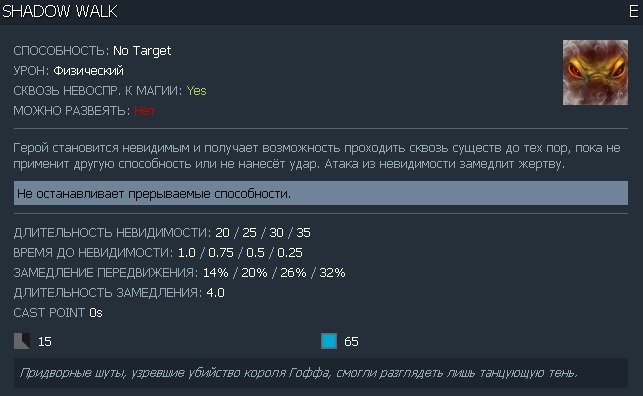 SHADOW WALK E
СПОСОБНОСТЬ: No Target
УРОН: Физический
СКВОЗЬ НЕВОСПР. К МАГИИ: Yes
МОЖНО РАЗВЕЯТЬ: Нет
Герой становится невидимым и получает возможность проходить сквозь существ до тех пор, пока не
применит другую способность или не нанесёт удар. Атака из невидимости замедлит жертву.
Не останавливает прерываемые способности.
ДЛИТЕЛЬНОСТЬ НЕВИДИМОСТИ: 20 / 25 / 30 / 35
ВРЕМЯ ДО НЕВИДИМОСТИ: 1.0 / 0.75 / 0.5 / 0.25
ЗАМЕДЛЕНИЕ ПЕРЕДВИЖЕНИЯ: 14% / 20% / 26% / 32%
ДЛИТЕЛЬНОСТЬ ЗАМЕДЛЕНИЯ: 4.0
CAST POINT 0s
15 65
Придворные шуты, узревшие убийство короля Гоффа, смогли разглядеть лишь танцующую тень.